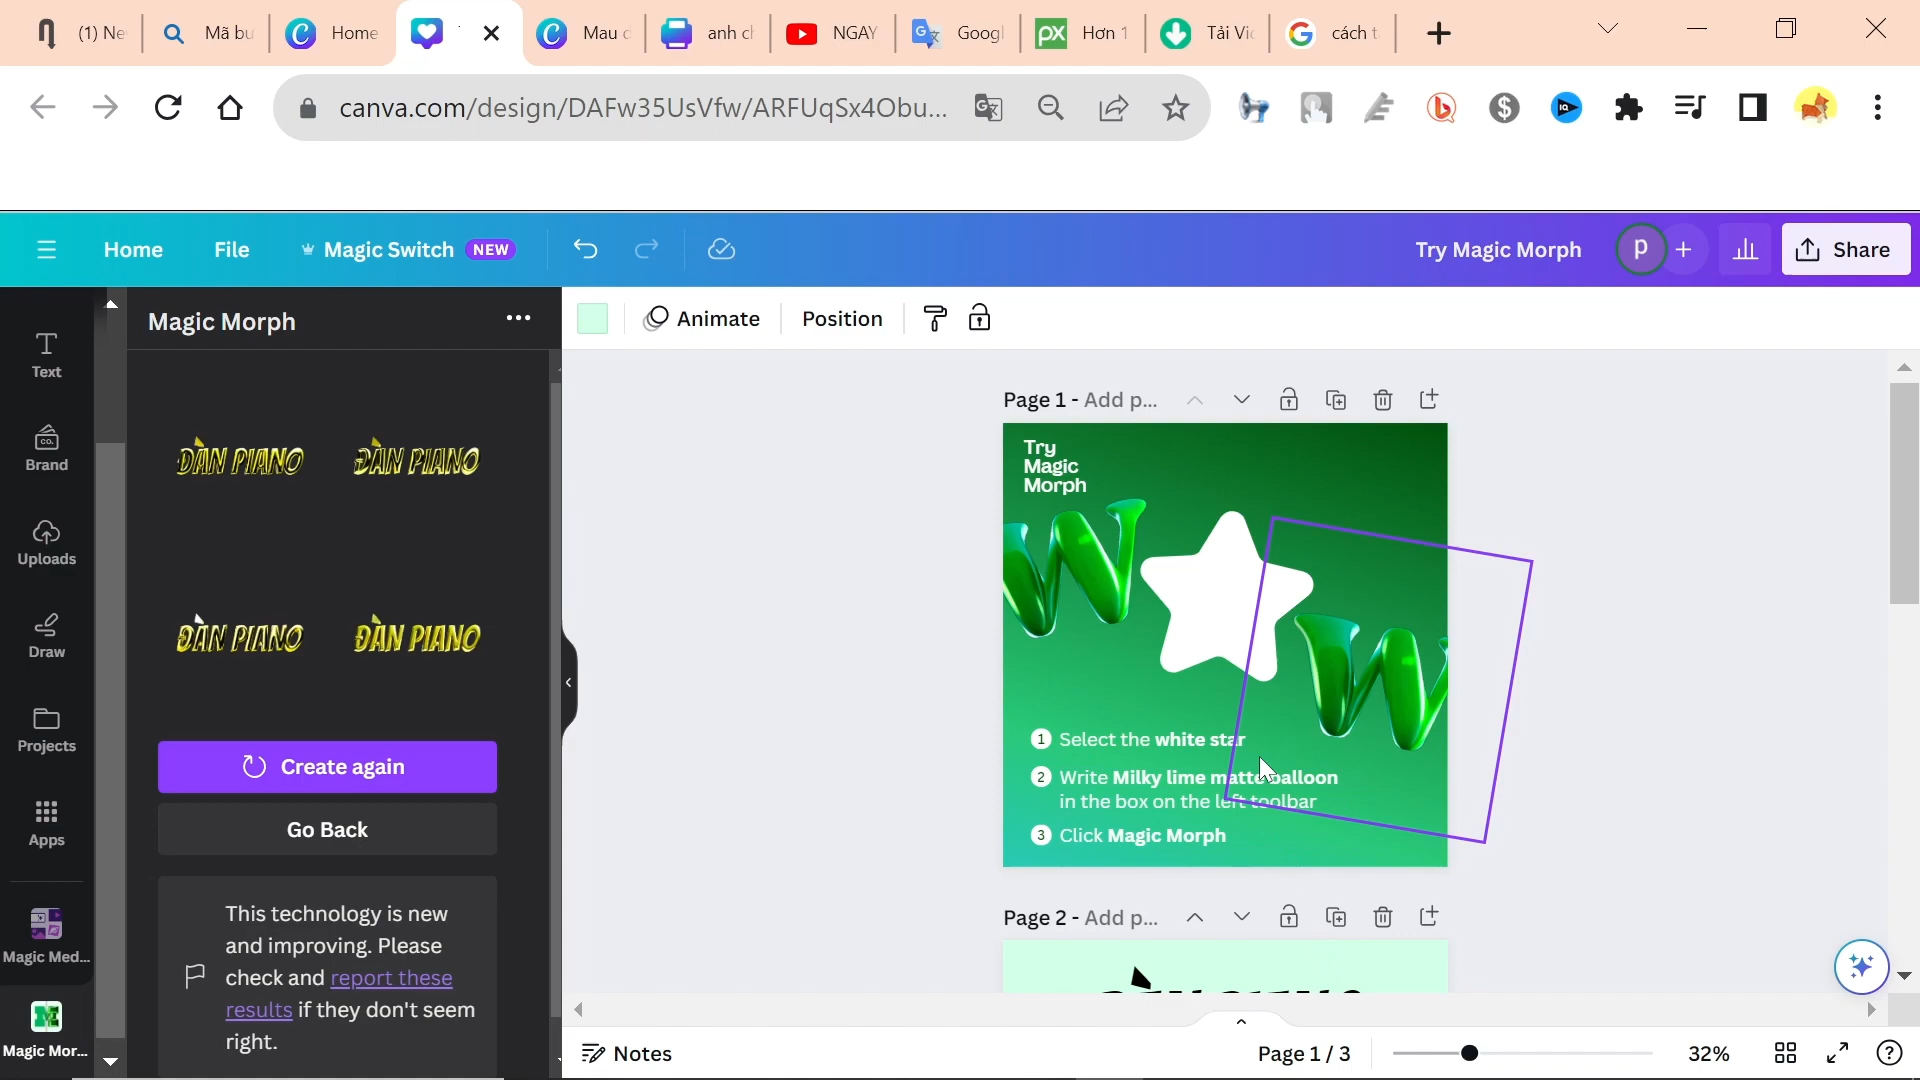 (1) Ne
Mã bu
Home
Mau c
anh cl
NGAY
Goog
Hơn 1
Tải Vi
cách t
canva.com/design/DAFw35UsVfw/ARFUqSx4Obu...
Home
File
Magic Switch NEW
Try Magic Morph
p
+
Share
Magic Morph
Animate
Position
Text
Brand
Uploads
Draw
Projects
Apps
Magic Med...
Magic Mor...
ĐÀN PIANO
ĐÀN PIANO
ĐÀN PIANO
ĐÀN PIANO
Create again
Go Back
This technology is new
and improving. Please
check and report these
results if they don't seem
right.
Page 1 - Add p...
Try
Magic
Morph
W
W
1 Select the white star
2 Write Milky lime matte balloon
in the box on the left toolbar
3 Click Magic Morph
Page 2 - Add p...
Notes
Page 1 / 3
32%